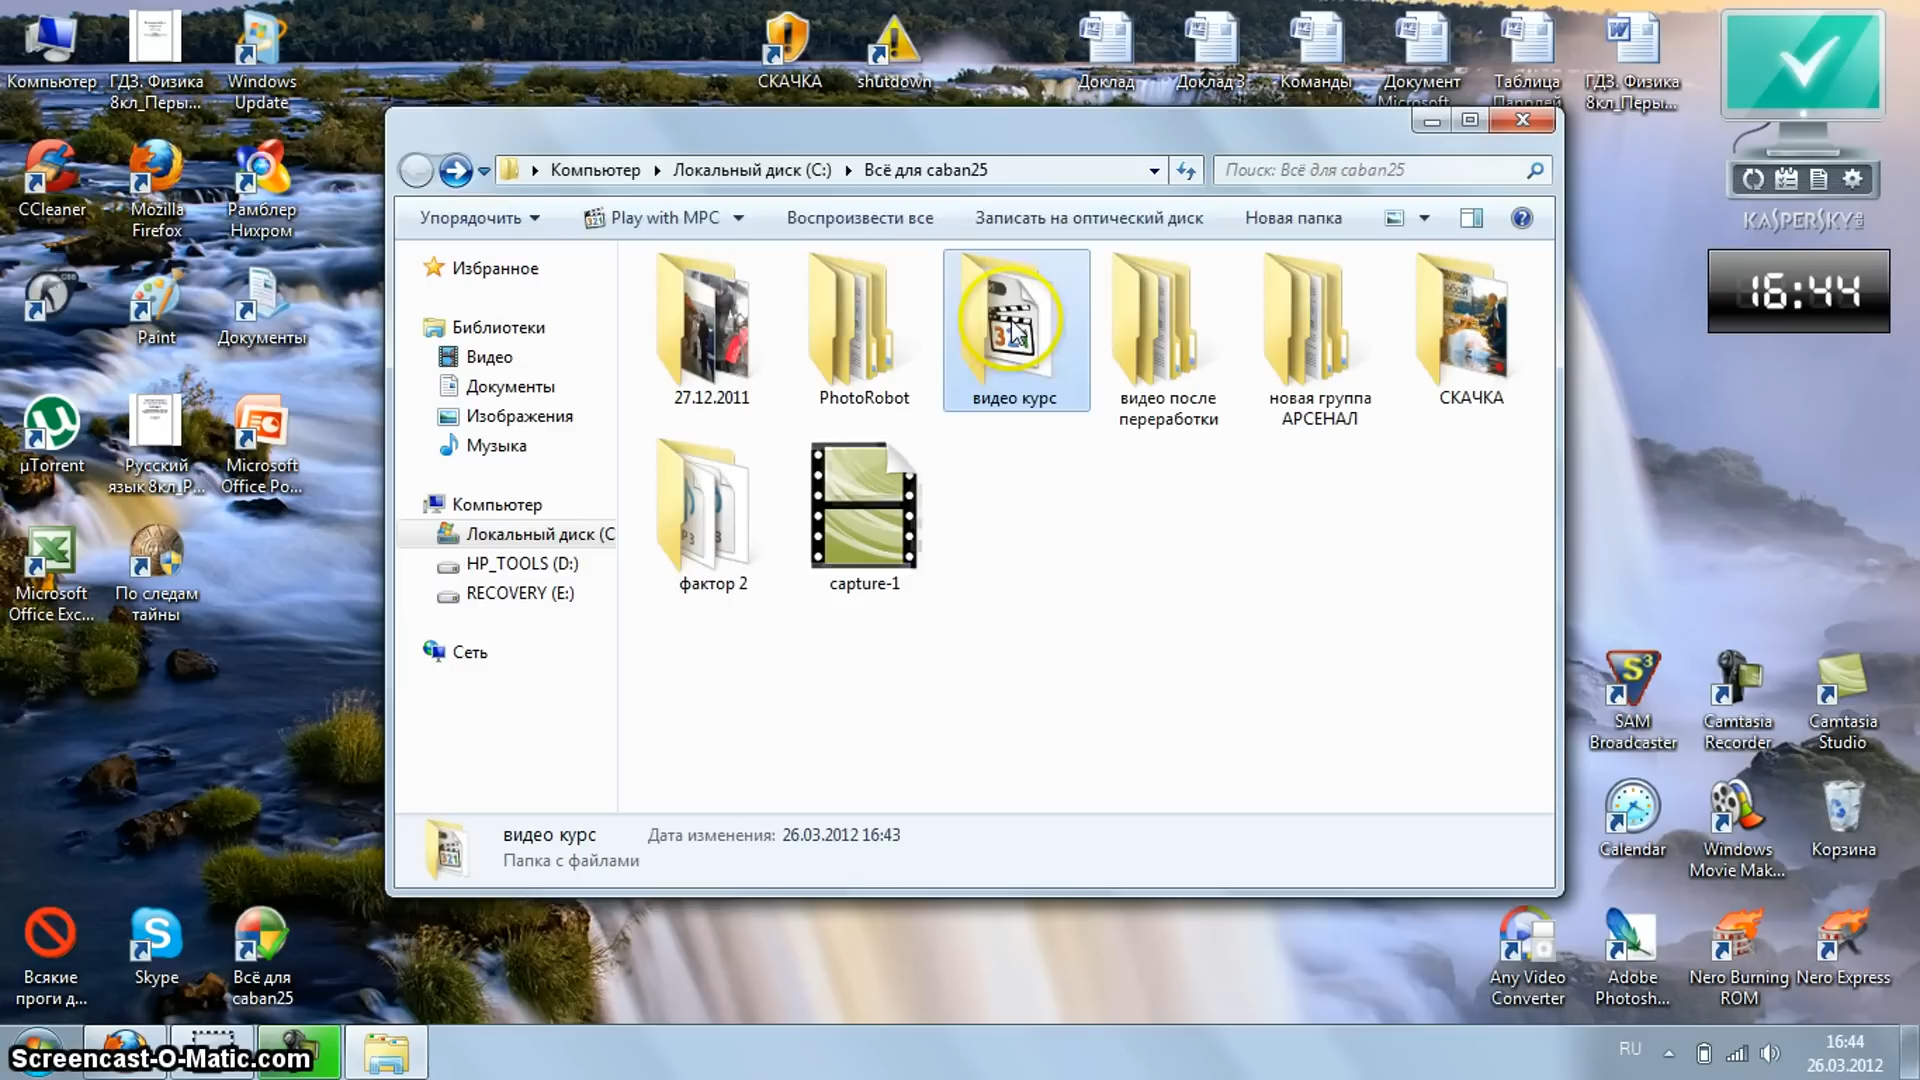 Компьютер
ГДЗ. Физика
8кл_Перы...
Windows
Update
СКАЧКА
shutdown
Доклад
Доклад 3
Команды
Документ
Microsoft
Таблица
Паролей
ГДЗ. Физика
8кл_Перы...
KASPERSKY
16:44
CCleaner
Mozilla
Firefox
Рамблер
Нихром
Paint
Документы
µTorrent
Русский
язык 8кл_Р...
Microsoft
Office Po...
Microsoft
Office Exc...
По следам
тайны
Всякие
проги д...
Skype
Всё для
caban25
Компьютер
Локальный диск (C:)
Всё для caban25
Поиск: Всё для caban25
Упорядочить
Play with MPC
Воспроизвести все
Записать на оптический диск
Новая папка
Избранное
Библиотеки
Видео
Документы
Изображения
Музыка
Компьютер
Локальный диск (C
HP_TOOLS (D:)
RECOVERY (E:)
Сеть
27.12.2011
PhotoRobot
видео курс
видео после
переработки
новая группа
АРСЕНАЛ
СКАЧКА
фактор 2
capture-1
видео курс
Дата изменения: 26.03.2012 16:43
Папка с файлами
SAM
Broadcaster
Camtasia
Recorder
Camtasia
Studio
Calendar
Windows
Movie Mak...
Корзина
Any Video
Converter
Adobe
Photosh...
Nero Burning
ROM
Nero Express
Screencast-O-Matic.com
RU
16:44
26.03.2012